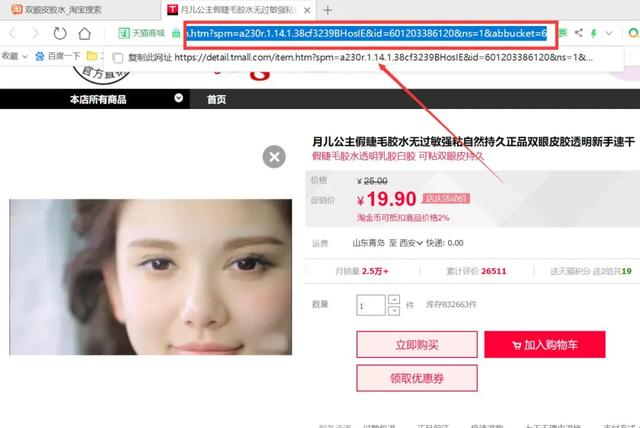 双眼皮胶水_淘宝搜索
月儿公主假睫毛胶水无过敏强粘自然
天猫商城
n.htm?spm=a230r.1.14.1.38cf3239BHosIE&id=601203386120&ns=1&abbucket=6
收藏
百度一下
复制此网址 https://detail.tmall.com/item.htm?spm=a230r.1.14.1.38cf3239BHosIE&id=601203386120&ns=1&...
官方直销
本店所有商品
首页
月儿公主假睫毛胶水无过敏强粘自然持久正品双眼皮胶透明新手速干
假睫毛胶水透明乳胶白胶 可粘双眼皮持久
价格 ¥25.00
促销价 ¥19.90 店庆活动价
淘金币可抵扣商品价格2%
运费 山东青岛 至 西安 快递: 0.00
月销量 2.5万+ 累计评价 26511 送天猫积分 送2倍共19
数量 1 件 库存832663件
立即购买 加入购物车
领取优惠券